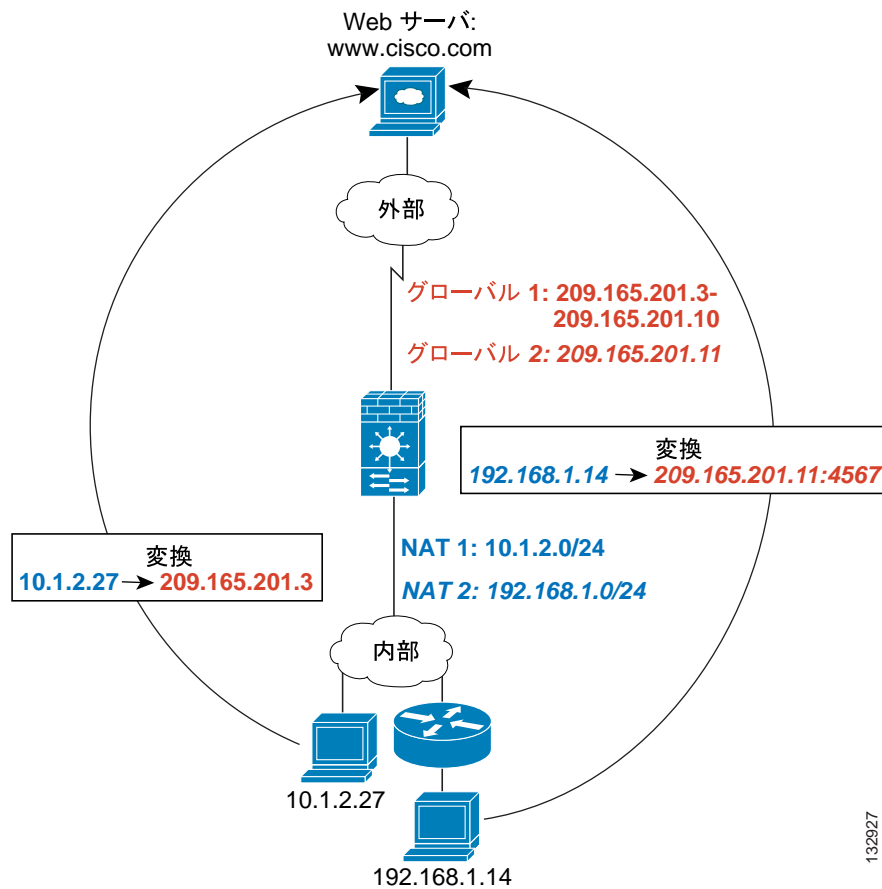 Web サーバ:
www.cisco.com
外部
グローバル 1: 209.165.201.3-
209.165.201.10
グローバル 2: 209.165.201.11
変換
192.168.1.14 → 209.165.201.11:4567
NAT 1: 10.1.2.0/24
NAT 2: 192.168.1.0/24
変換
10.1.2.27 → 209.165.201.3
内部
10.1.2.27
192.168.1.14
132927